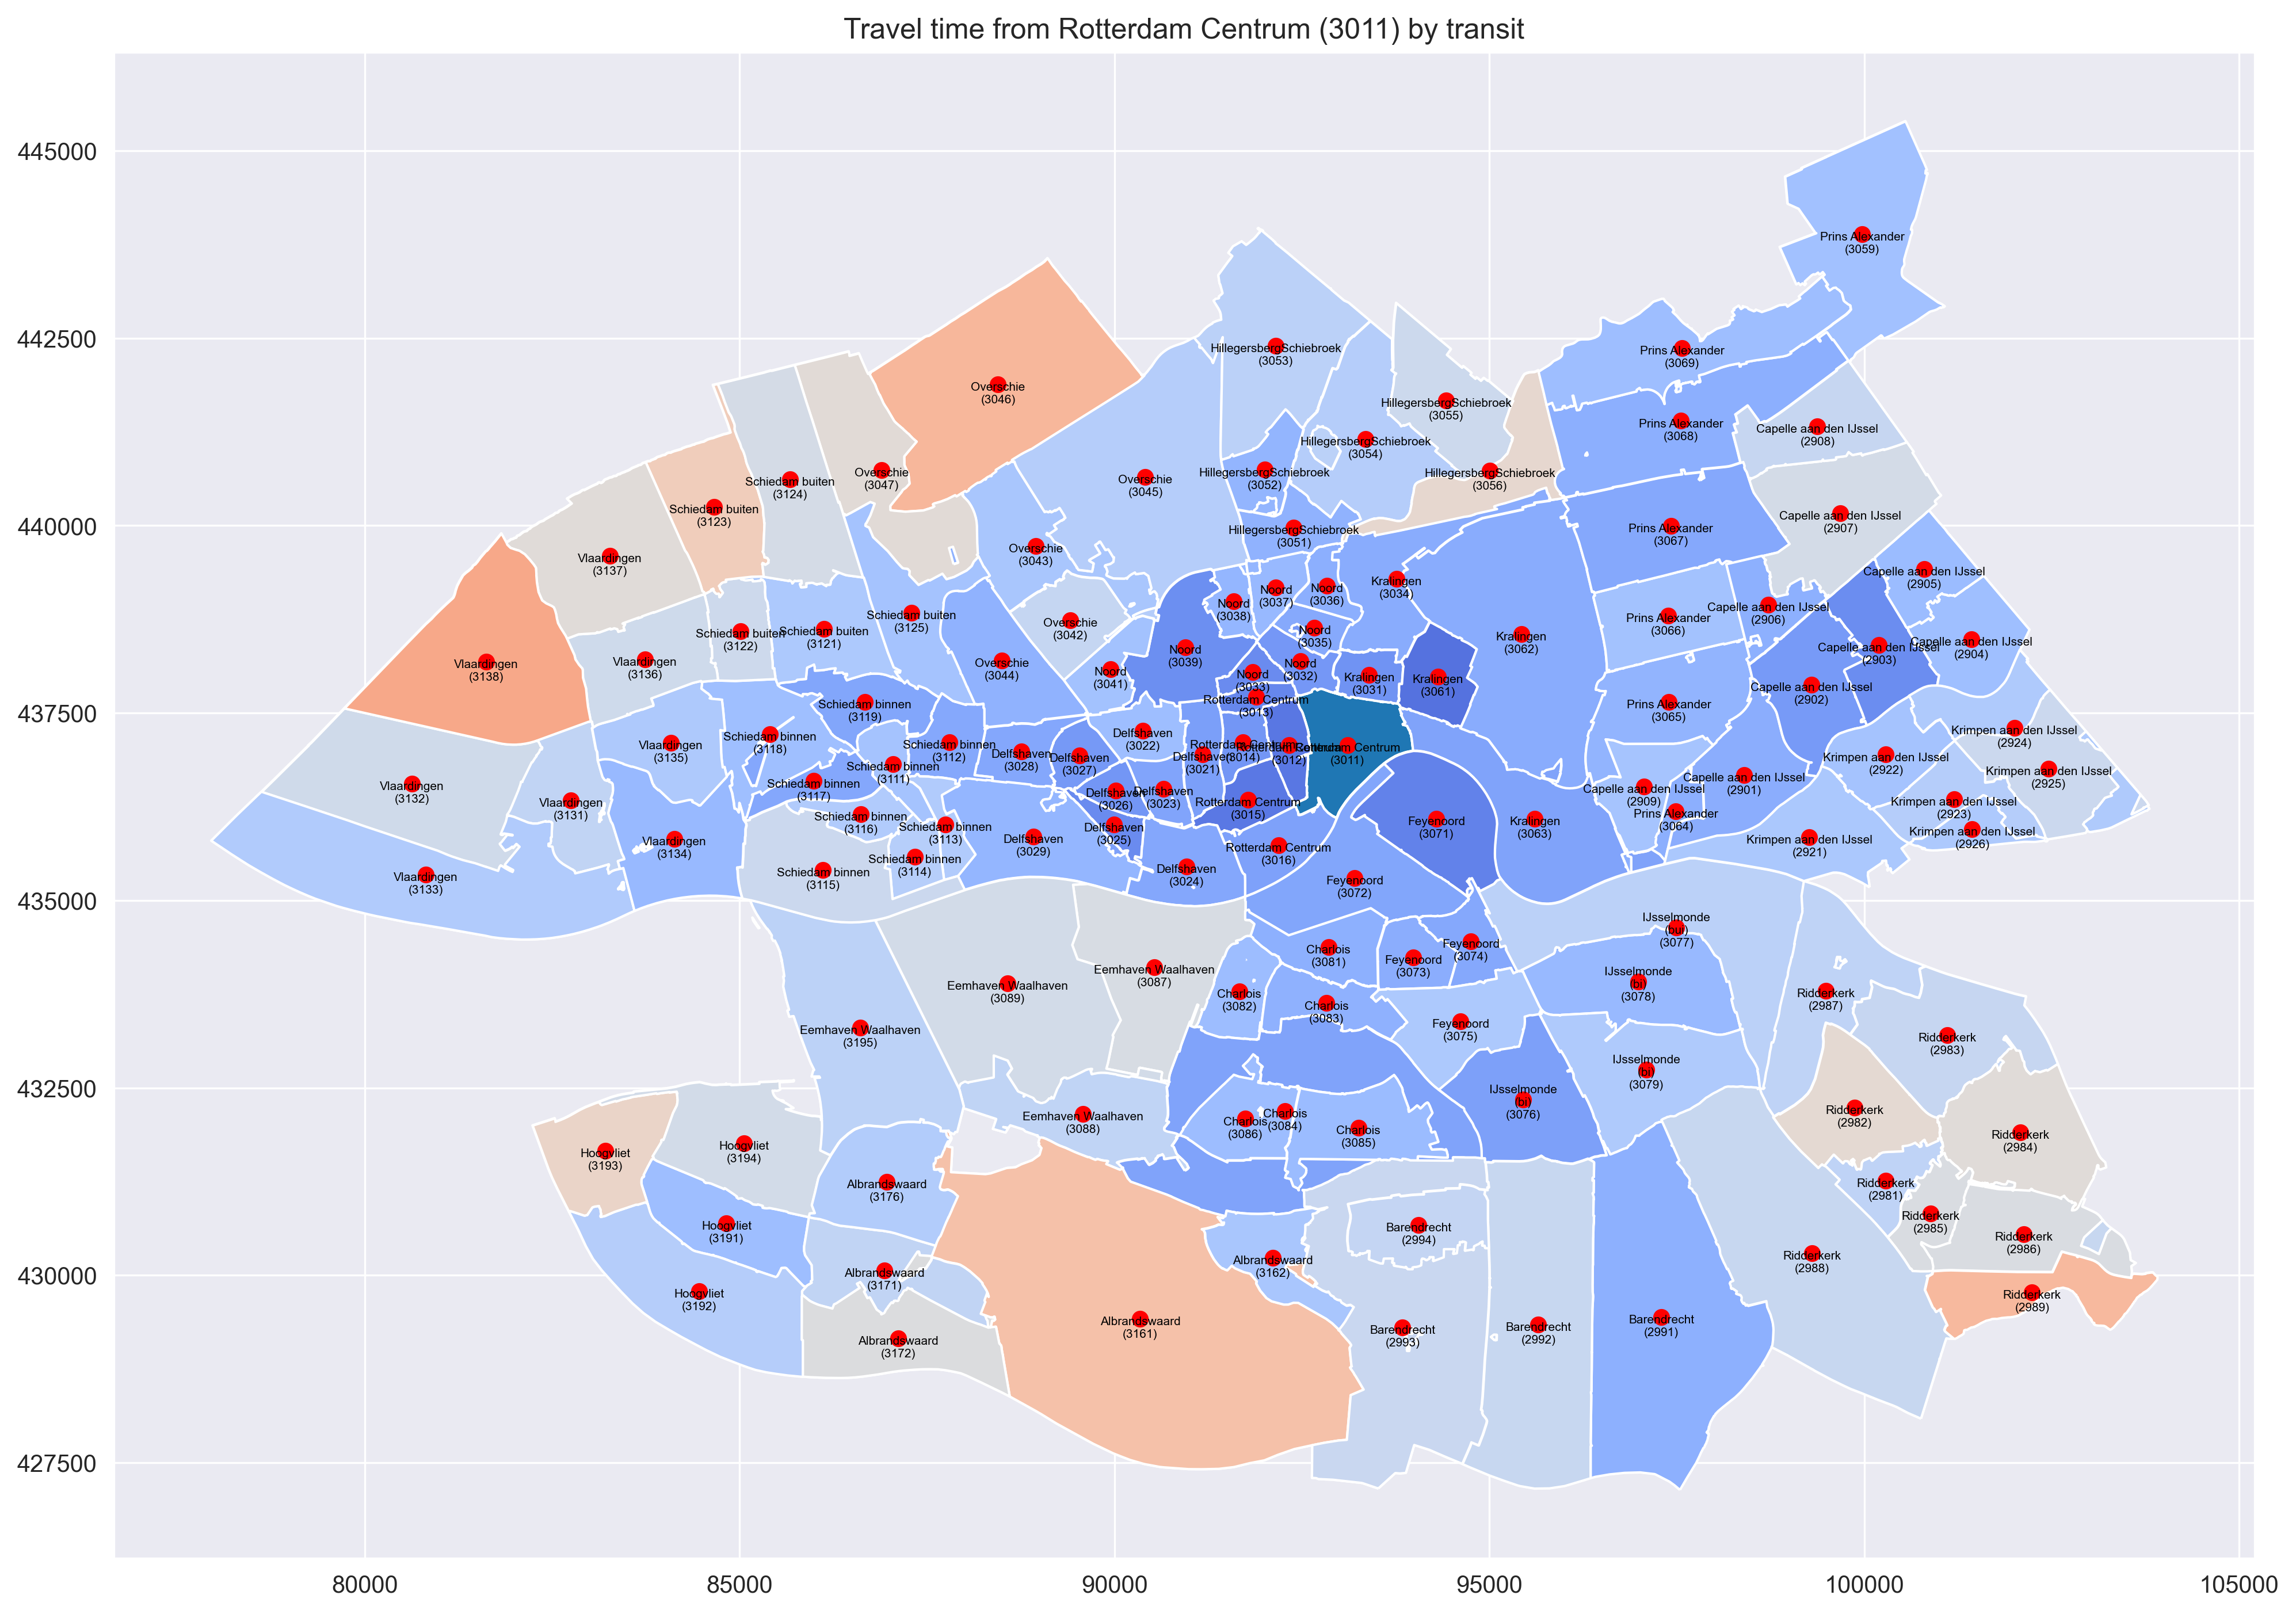 Travel time from Rotterdam Centrum (3011) by transit
445000
442500
440000
437500
435000
432500
430000
427500
80000
85000
90000
95000
100000
105000
Prins Alexander
(3059)
HillegersbergSchiebroek
(3053)
Prins Alexander
(3069)
Overschie
(3046)
HillegersbergSchiebroek
(3055)
Prins Alexander
(3068)
Capelle aan den IJssel
(2908)
HillegersbergSchiebroek
(3054)
Overschie
(3047)
Schiedam buiten
(3124)
Overschie
(3045)
HillegersbergSchiebroek
(3052)
HillegersbergSchiebroek
(3056)
Schiedam buiten
(3123)
Capelle aan den IJssel
(2907)
HillegersbergSchiebroek
(3051)
Prins Alexander
(3067)
Vlaardingen
(3137)
Overschie
(3043)
Capelle aan den IJssel
(2905)
Kralingen
(3034)
Noord
(3037)
Noord
(3036)
Noord
(3038)
Capelle aan den IJssel
(2906)
Schiedam buiten
(3125)
Prins Alexander
(3066)
Overschie
(3042)
Schiedam buiten
(3122)
Schiedam buiten
(3121)
Noord
(3035)
Kralingen
(3062)
Capelle aan den IJssel
(2904)
Capelle aan den IJssel
(2903)
Noord
(3039)
Vlaardingen
(3138)
Vlaardingen
(3136)
Overschie
(3044)
Noord
(3032)
Noord
(3041)
Noord
(3033)
Kralingen
(3031)
Kralingen
(3061)
Capelle aan den IJssel
(2902)
Schiedam binnen
(3119)
Rotterdam Centrum
(3013)
Prins Alexander
(3065)
Krimpen aan den IJssel
(2924)
Schiedam binnen
(3118)
Delfshaven
(3022)
Vlaardingen
(3135)
Schiedam binnen
(3112)
Delfshaven
(3028)
Delfshaven
(3027)
Delfshaven
(3021)
Rotterdam Centrum
(3014)
Rotterdam Centrum
(3012)
Rotterdam Centrum
(3011)
Krimpen aan den IJssel
(2922)
Schiedam binnen
(3111)
Krimpen aan den IJssel
(2925)
Capelle aan den IJssel
(2901)
Vlaardingen
(3132)
Schiedam binnen
(3117)
Delfshaven
(3026)
Delfshaven
(3023)
Capelle aan den IJssel
(2909)
Vlaardingen
(3131)
Rotterdam Centrum
(3015)
Krimpen aan den IJssel
(2923)
Prins Alexander
(3064)
Schiedam binnen
(3116)
Schiedam binnen
(3113)
Delfshaven
(3025)
Feyenoord
(3071)
Kralingen
(3063)
Krimpen aan den IJssel
(2926)
Vlaardingen
(3134)
Delfshaven
(3029)
Rotterdam Centrum
(3016)
Krimpen aan den IJssel
(2921)
Schiedam binnen
(3114)
Schiedam binnen
(3115)
Delfshaven
(3024)
Vlaardingen
(3133)
Feyenoord
(3072)
IJsselmonde
(bui)
(3077)
Charlois
(3081)
Feyenoord
(3074)
Feyenoord
(3073)
Eemhaven Waalhaven
(3087)
IJsselmonde
(bi)
(3078)
Eemhaven Waalhaven
(3089)
Charlois
(3082)
Ridderkerk
(2987)
Charlois
(3083)
Eemhaven Waalhaven
(3195)
Feyenoord
(3075)
Ridderkerk
(2983)
IJsselmonde
(bi)
(3079)
IJsselmonde
(bi)
(3076)
Eemhaven Waalhaven
(3088)
Charlois
(3086)
Charlois
(3084)
Charlois
(3085)
Ridderkerk
(2982)
Ridderkerk
(2984)
Hoogvliet
(3193)
Hoogvliet
(3194)
Albrandswaard
(3176)
Ridderkerk
(2981)
Hoogvliet
(3191)
Barendrecht
(2994)
Ridderkerk
(2985)
Ridderkerk
(2986)
Albrandswaard
(3162)
Ridderkerk
(2988)
Albrandswaard
(3171)
Hoogvliet
(3192)
Ridderkerk
(2989)
Albrandswaard
(3161)
Barendrecht
(2993)
Barendrecht
(2992)
Barendrecht
(2991)
Albrandswaard
(3172)